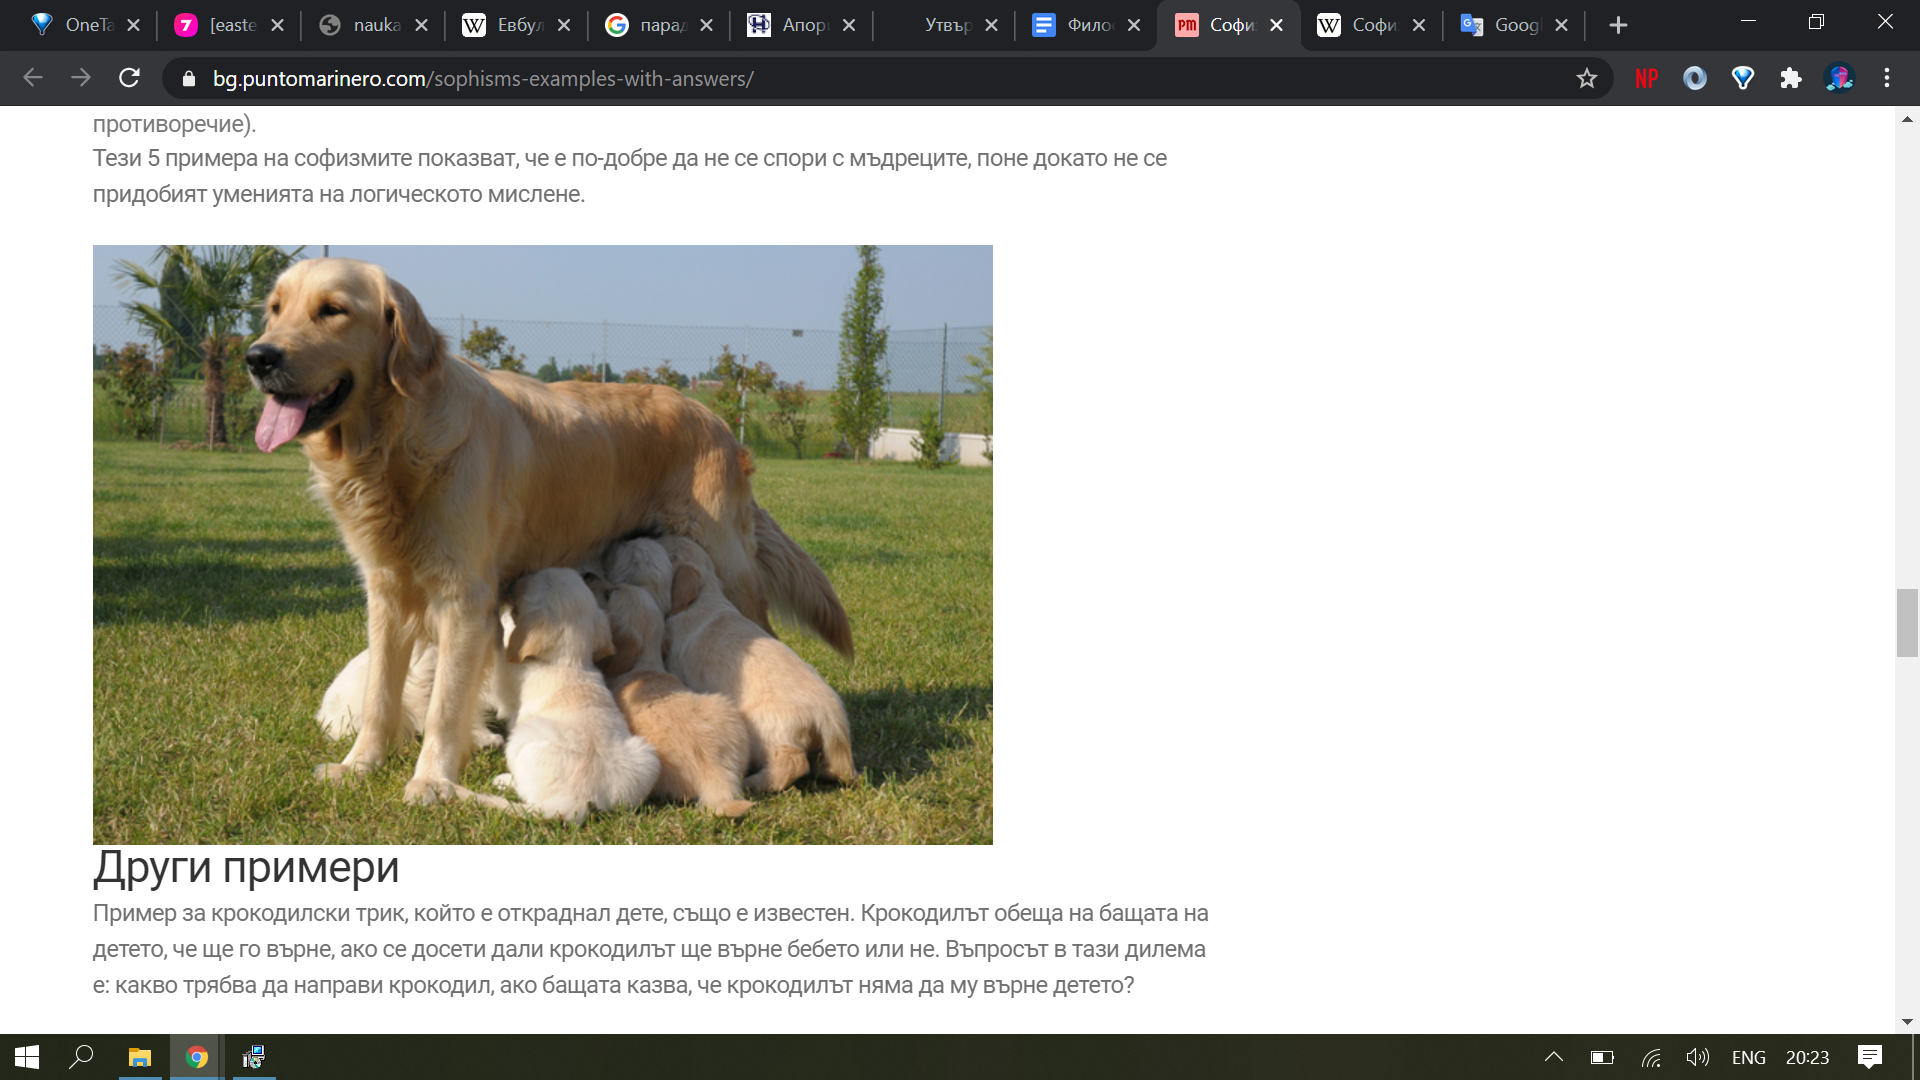 OneTa
7 [easte
nauka
W Евбул
парад
Апор
Утвър
Фило
PM Софи
W Софи
Googl
bg.puntomarinero.com/sophisms-examples-with-answers/
NP
противоречие).
Тези 5 примера на софизмите показват, че е по-добре да не се спори с мъдреците, поне докато не се
придобият уменията на логическото мислене.
Други примери
Пример за крокодилски трик, който е откраднал дете, също е известен. Крокодилът обеща на бащата на
детето, че ще го върне, ако се досети дали крокодилът ще върне бебето или не. Въпросът в тази дилема
е: какво трябва да направи крокодил, ако бащата казва, че крокодилът няма да му върне детето?
ENG 20:23